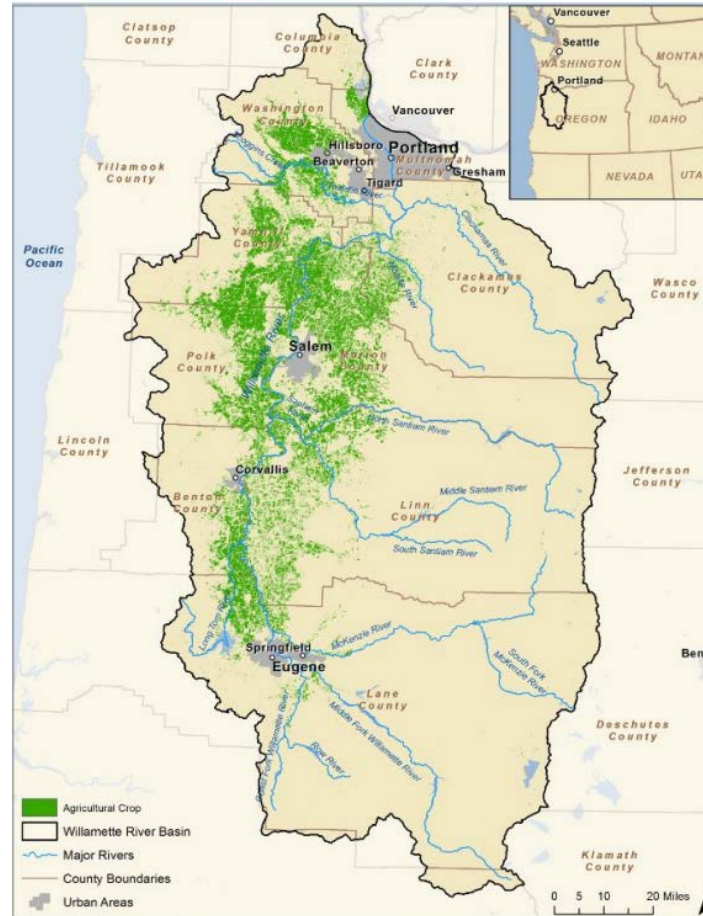 Clatsop
County
Columbia
County
Clark
County
Vancouver
Seattle
WASHINGTON
MONTAN
Portland
OREGON
IDAHO
NEVADA
UTA
Vancouver
Washington
County
Hillsboro
Portland
Beaverton
Multnomah
County
Gresham
Tigard
Tillamook
County
Pacific
Ocean
Yamhill
County
Clackamas River
Molalla River
Clackamas
County
Wasco
County
Willamette River
Salem
Marion
County
Polk
County
Lincoln
County
North Santiam River
Corvallis
Middle Santiam River
Jefferson
County
Benton
County
Linn
County
South Santiam River
Long Tom River
McKenzie River
Springfield
Eugene
South Fork
McKenzie River
Ben
Lane
County
Deschutes
County
Middle Fork Willamette River
Row River
Klamath
County
Agricultural Crop
Willamette River Basin
Major Rivers
County Boundaries
Urban Areas
0 5 10 20 Miles